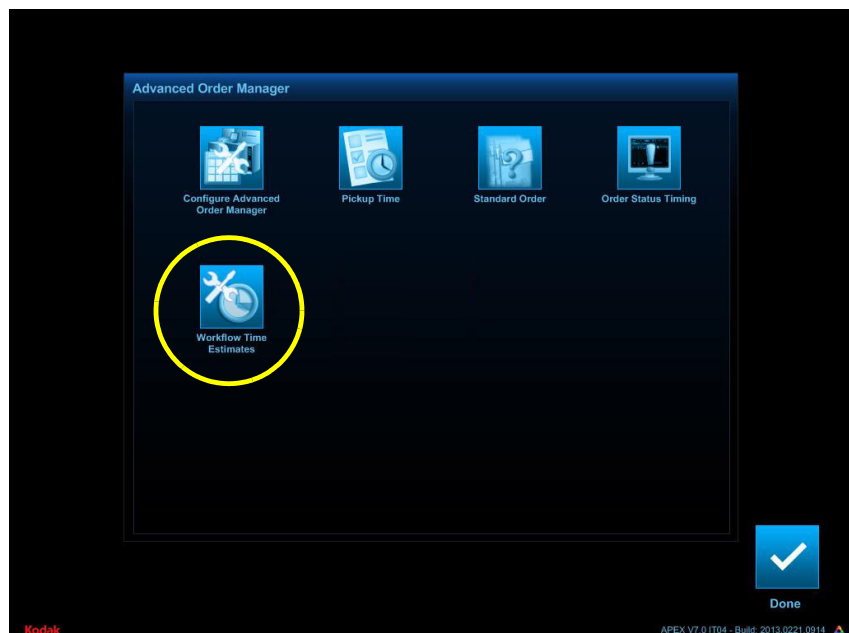 Advanced Order Manager
Configure Advanced
Order Manager
Pickup Time
Standard Order
Order Status Timing
Workflow Time
Estimates
Done
Kodak
APEX V7.0 IT04 - Build: 2013.0221.0914